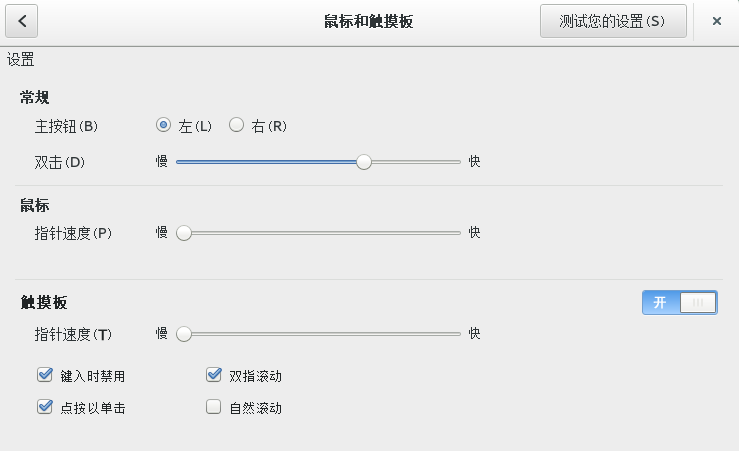 鼠标和触摸板 测试您的设置(S)
设置
常规
主按钮(B) 左(L) 右(R)
双击(D) 慢 快
鼠标
指针速度(P) 慢 快
触摸板 开
指针速度(T) 慢 快
键入时禁用 双指滚动
点按以单击 自然滚动